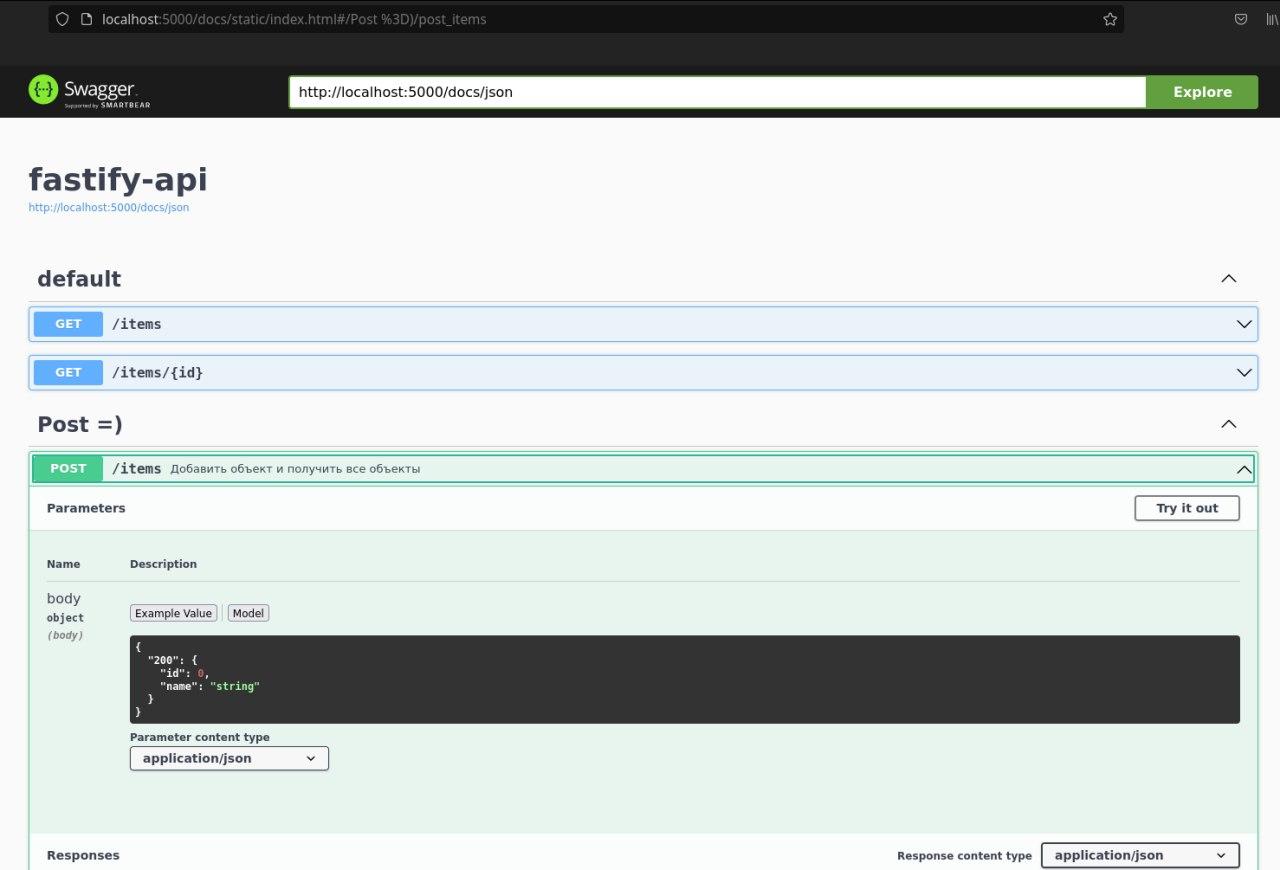 localhost:5000/docs/static/index.html#/Post %3D)/post_items
{··} Swagger.
Supported by SMARTBEAR
http://localhost:5000/docs/json
Explore
fastify-api
http://localhost:5000/docs/json
default
GET /items
GET /items/{id}
Post =)
POST /items Добавить объект и получить все объекты
Parameters
Try it out
Name Description
body
object
(body)
Example Value Model
{
"200": {
"id": 0,
"name": "string"
}
}
Parameter content type
application/json
Responses
Response content type application/json